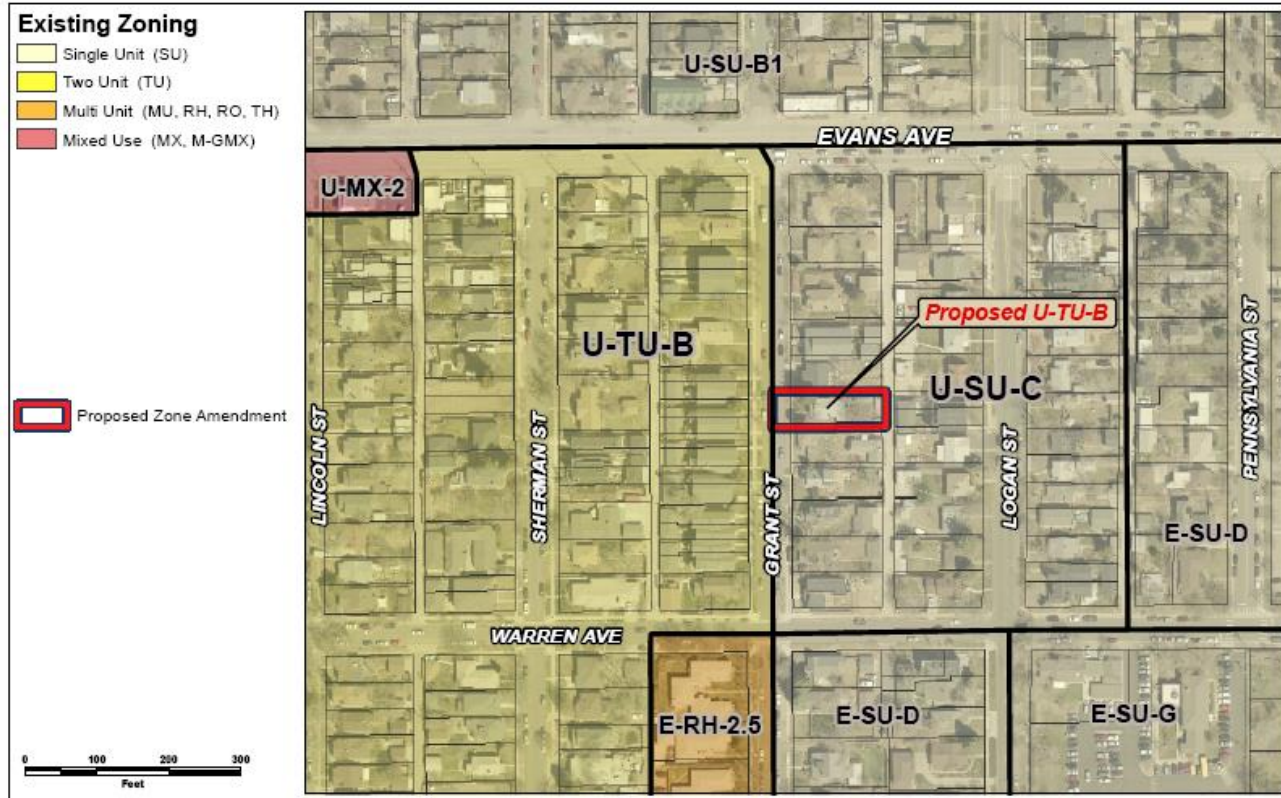 Existing Zoning
Single Unit (SU)
Two Unit (TU)
Multi Unit (MU, RH, RO, TH)
Mixed Use (MX, M-GMX)
Proposed Zone Amendment
0 100 200 300
Feet
U-SU-B1
EVANS AVE
U-MX-2
Proposed U-TU-B
U-TU-B
U-SU-C
LINCOLN ST
SHERMAN ST
GRANT ST
LOGAN ST
PENNSYLVANIA ST
E-SU-D
WARREN AVE
E-RH-2.5
E-SU-D
E-SU-G